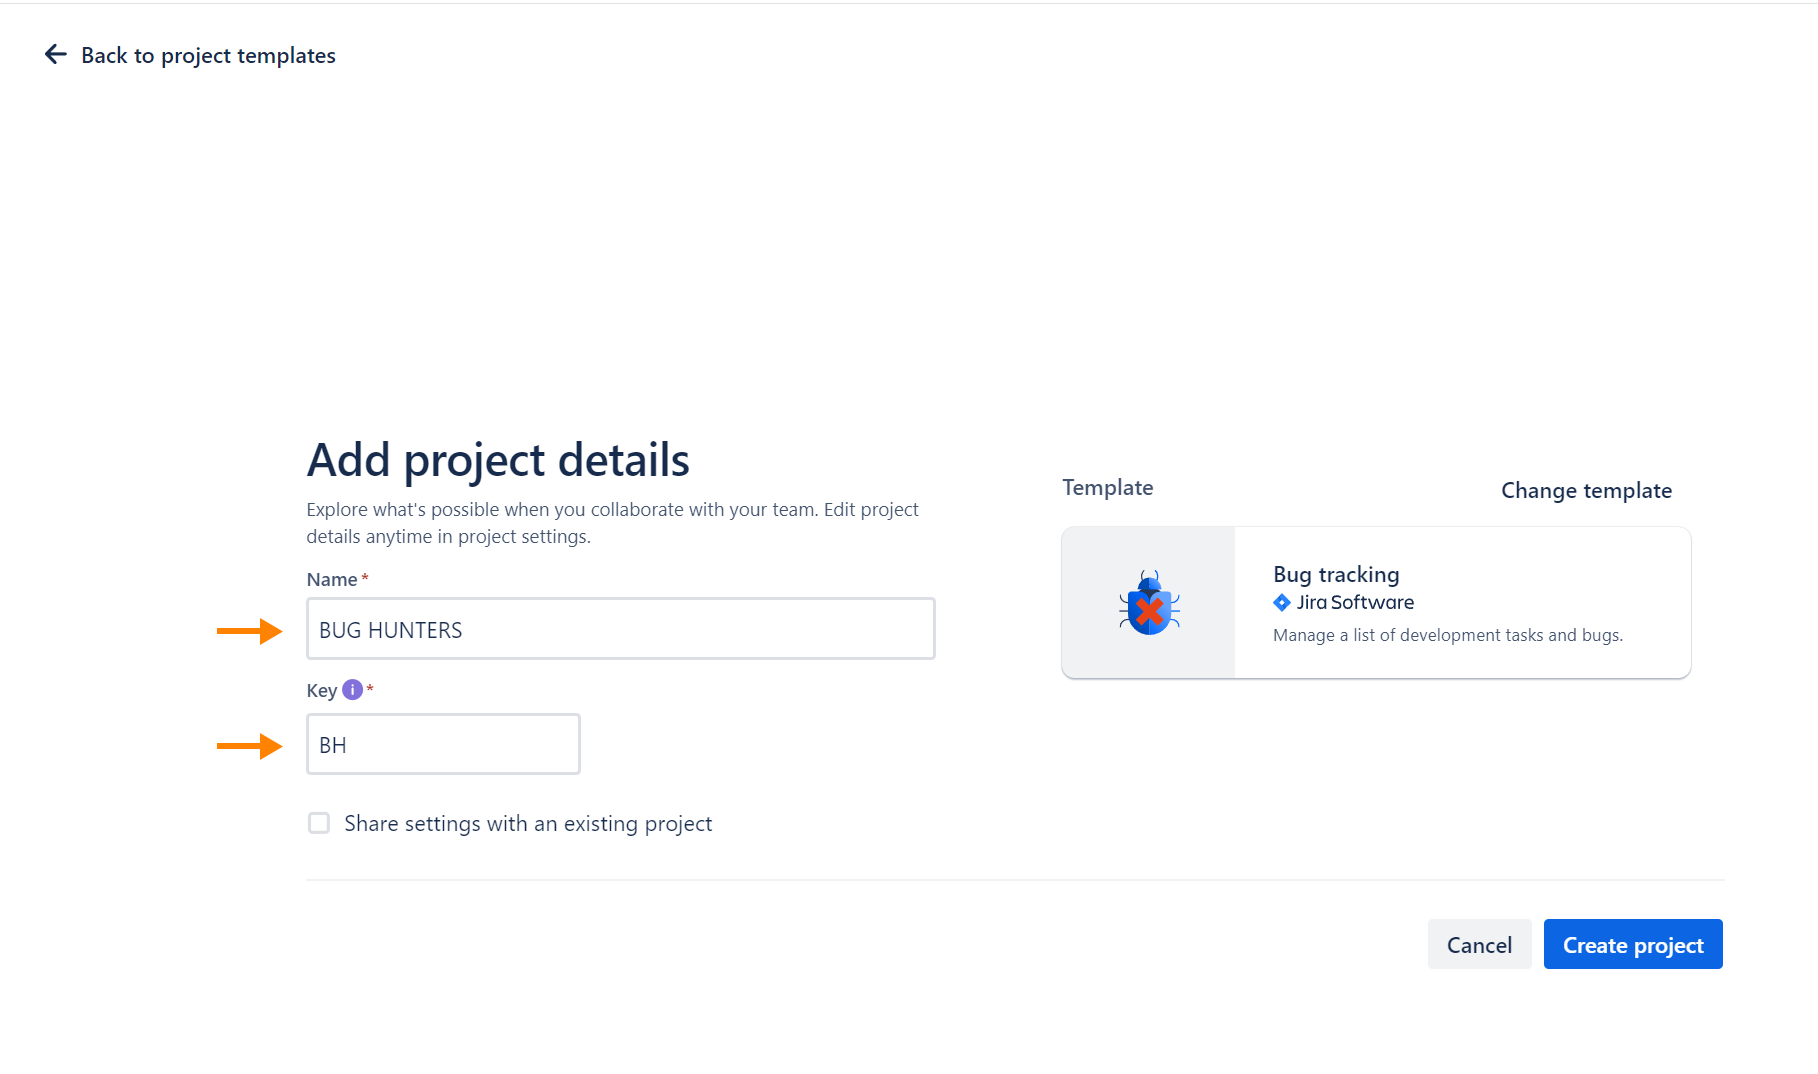 Back to project templates
Add project details
Explore what's possible when you collaborate with your team. Edit project
details anytime in project settings.
Name *
BUG HUNTERS
Key i *
BH
Share settings with an existing project
Template
Change template
Bug tracking
Jira Software
Manage a list of development tasks and bugs.
Cancel
Create project